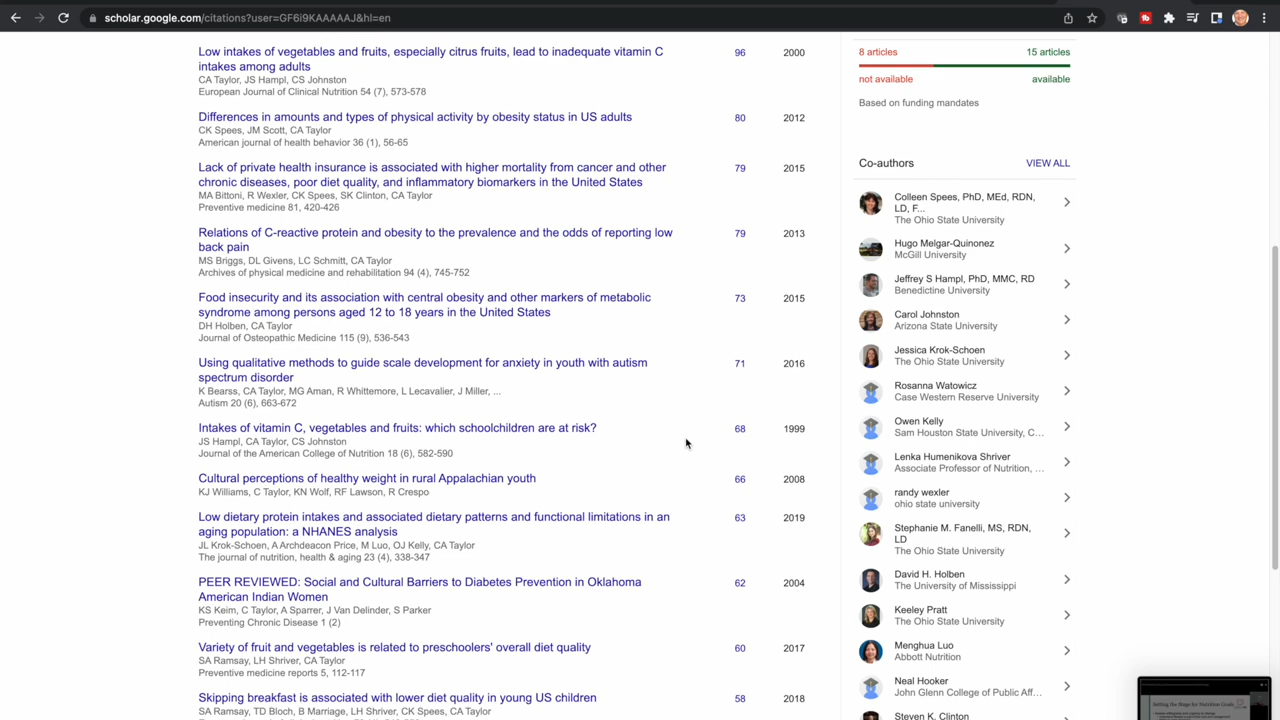 scholar.google.com/citations?user=GF6i9KAAAAAJ&hl=en
Low intakes of vegetables and fruits, especially citrus fruits, lead to inadequate vitamin C
intakes among adults
96
2000
CA Taylor, JS Hampl, CS Johnston
European Journal of Clinical Nutrition 54 (7), 573-578
Differences in amounts and types of physical activity by obesity status in US adults
80
2012
CK Spees, JM Scott, CA Taylor
American journal of health behavior 36 (1), 56-65
Lack of private health insurance is associated with higher mortality from cancer and other
chronic diseases, poor diet quality, and inflammatory biomarkers in the United States
79
2015
MA Bittoni, R Wexler, CK Spees, SK Clinton, CA Taylor
Preventive medicine 81, 420-426
Relations of C-reactive protein and obesity to the prevalence and the odds of reporting low
back pain
79
2013
MS Briggs, DL Givens, LC Schmitt, CA Taylor
Archives of physical medicine and rehabilitation 94 (4), 745-752
Food insecurity and its association with central obesity and other markers of metabolic
syndrome among persons aged 12 to 18 years in the United States
73
2015
DH Holben, CA Taylor
Journal of Osteopathic Medicine 115 (9), 536-543
Using qualitative methods to guide scale development for anxiety in youth with autism
spectrum disorder
71
2016
K Bearss, CA Taylor, MG Aman, R Whittemore, L Lecavalier, J Miller, ...
Autism 20 (6), 663-672
Intakes of vitamin C, vegetables and fruits: which schoolchildren are at risk?
68
1999
JS Hampl, CA Taylor, CS Johnston
Journal of the American College of Nutrition 18 (6), 582-590
Cultural perceptions of healthy weight in rural Appalachian youth
66
2008
KJ Williams, C Taylor, KN Wolf, RF Lawson, R Crespo
Low dietary protein intakes and associated dietary patterns and functional limitations in an
aging population: a NHANES analysis
63
2019
JL Krok-Schoen, A Archdeacon Price, M Luo, OJ Kelly, CA Taylor
The journal of nutrition, health & aging 23 (4), 338-347
PEER REVIEWED: Social and Cultural Barriers to Diabetes Prevention in Oklahoma
American Indian Women
62
2004
KS Keim, C Taylor, A Sparrer, J Van Delinder, S Parker
Preventing Chronic Disease 1 (2)
Variety of fruit and vegetables is related to preschoolers' overall diet quality
60
2017
SA Ramsay, LH Shriver, CA Taylor
Preventive medicine reports 5, 112-117
Skipping breakfast is associated with lower diet quality in young US children
58
2018
SA Ramsay, TD Bloch, B Marriage, LH Shriver, CK Spees, CA Taylor
8 articles
15 articles
not available
available
Based on funding mandates
Co-authors
VIEW ALL
Colleen Spees, PhD, MEd, RDN,
LD, F...
The Ohio State University
Hugo Melgar-Quinonez
McGill University
Jeffrey S Hampl, PhD, MMC, RD
Benedictine University
Carol Johnston
Arizona State University
Jessica Krok-Schoen
The Ohio State University
Rosanna Watowicz
Case Western Reserve University
Owen Kelly
Sam Houston State University, C...
Lenka Humenikova Shriver
Associate Professor of Nutrition, ...
randy wexler
ohio state university
Stephanie M. Fanelli, MS, RDN,
LD
The Ohio State University
David H. Holben
The University of Mississippi
Keeley Pratt
The Ohio State University
Menghua Luo
Abbott Nutrition
Neal Hooker
John Glenn College of Public Aff...
Steven K. Clinton
Setting the Stage for Nutrition Goals